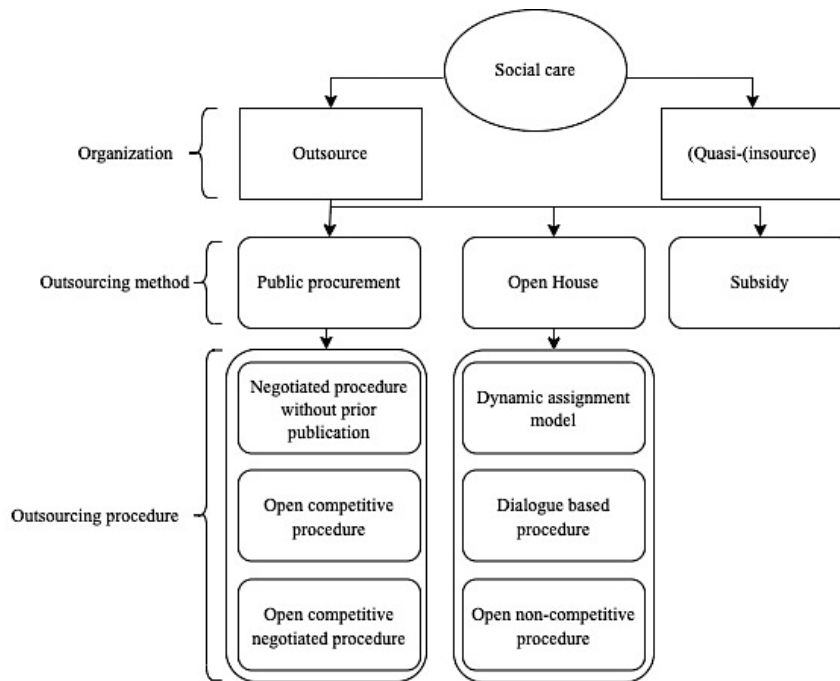 Social care
Organization
Outsource
(Quasi-(insource)
Outsourcing method
Public procurement
Open House
Subsidy
Outsourcing procedure
Negotiated procedure
without prior
publication
Dynamic assignment
model
Open competitive
procedure
Dialogue based
procedure
Open competitive
negotiated procedure
Open non-competitive
procedure